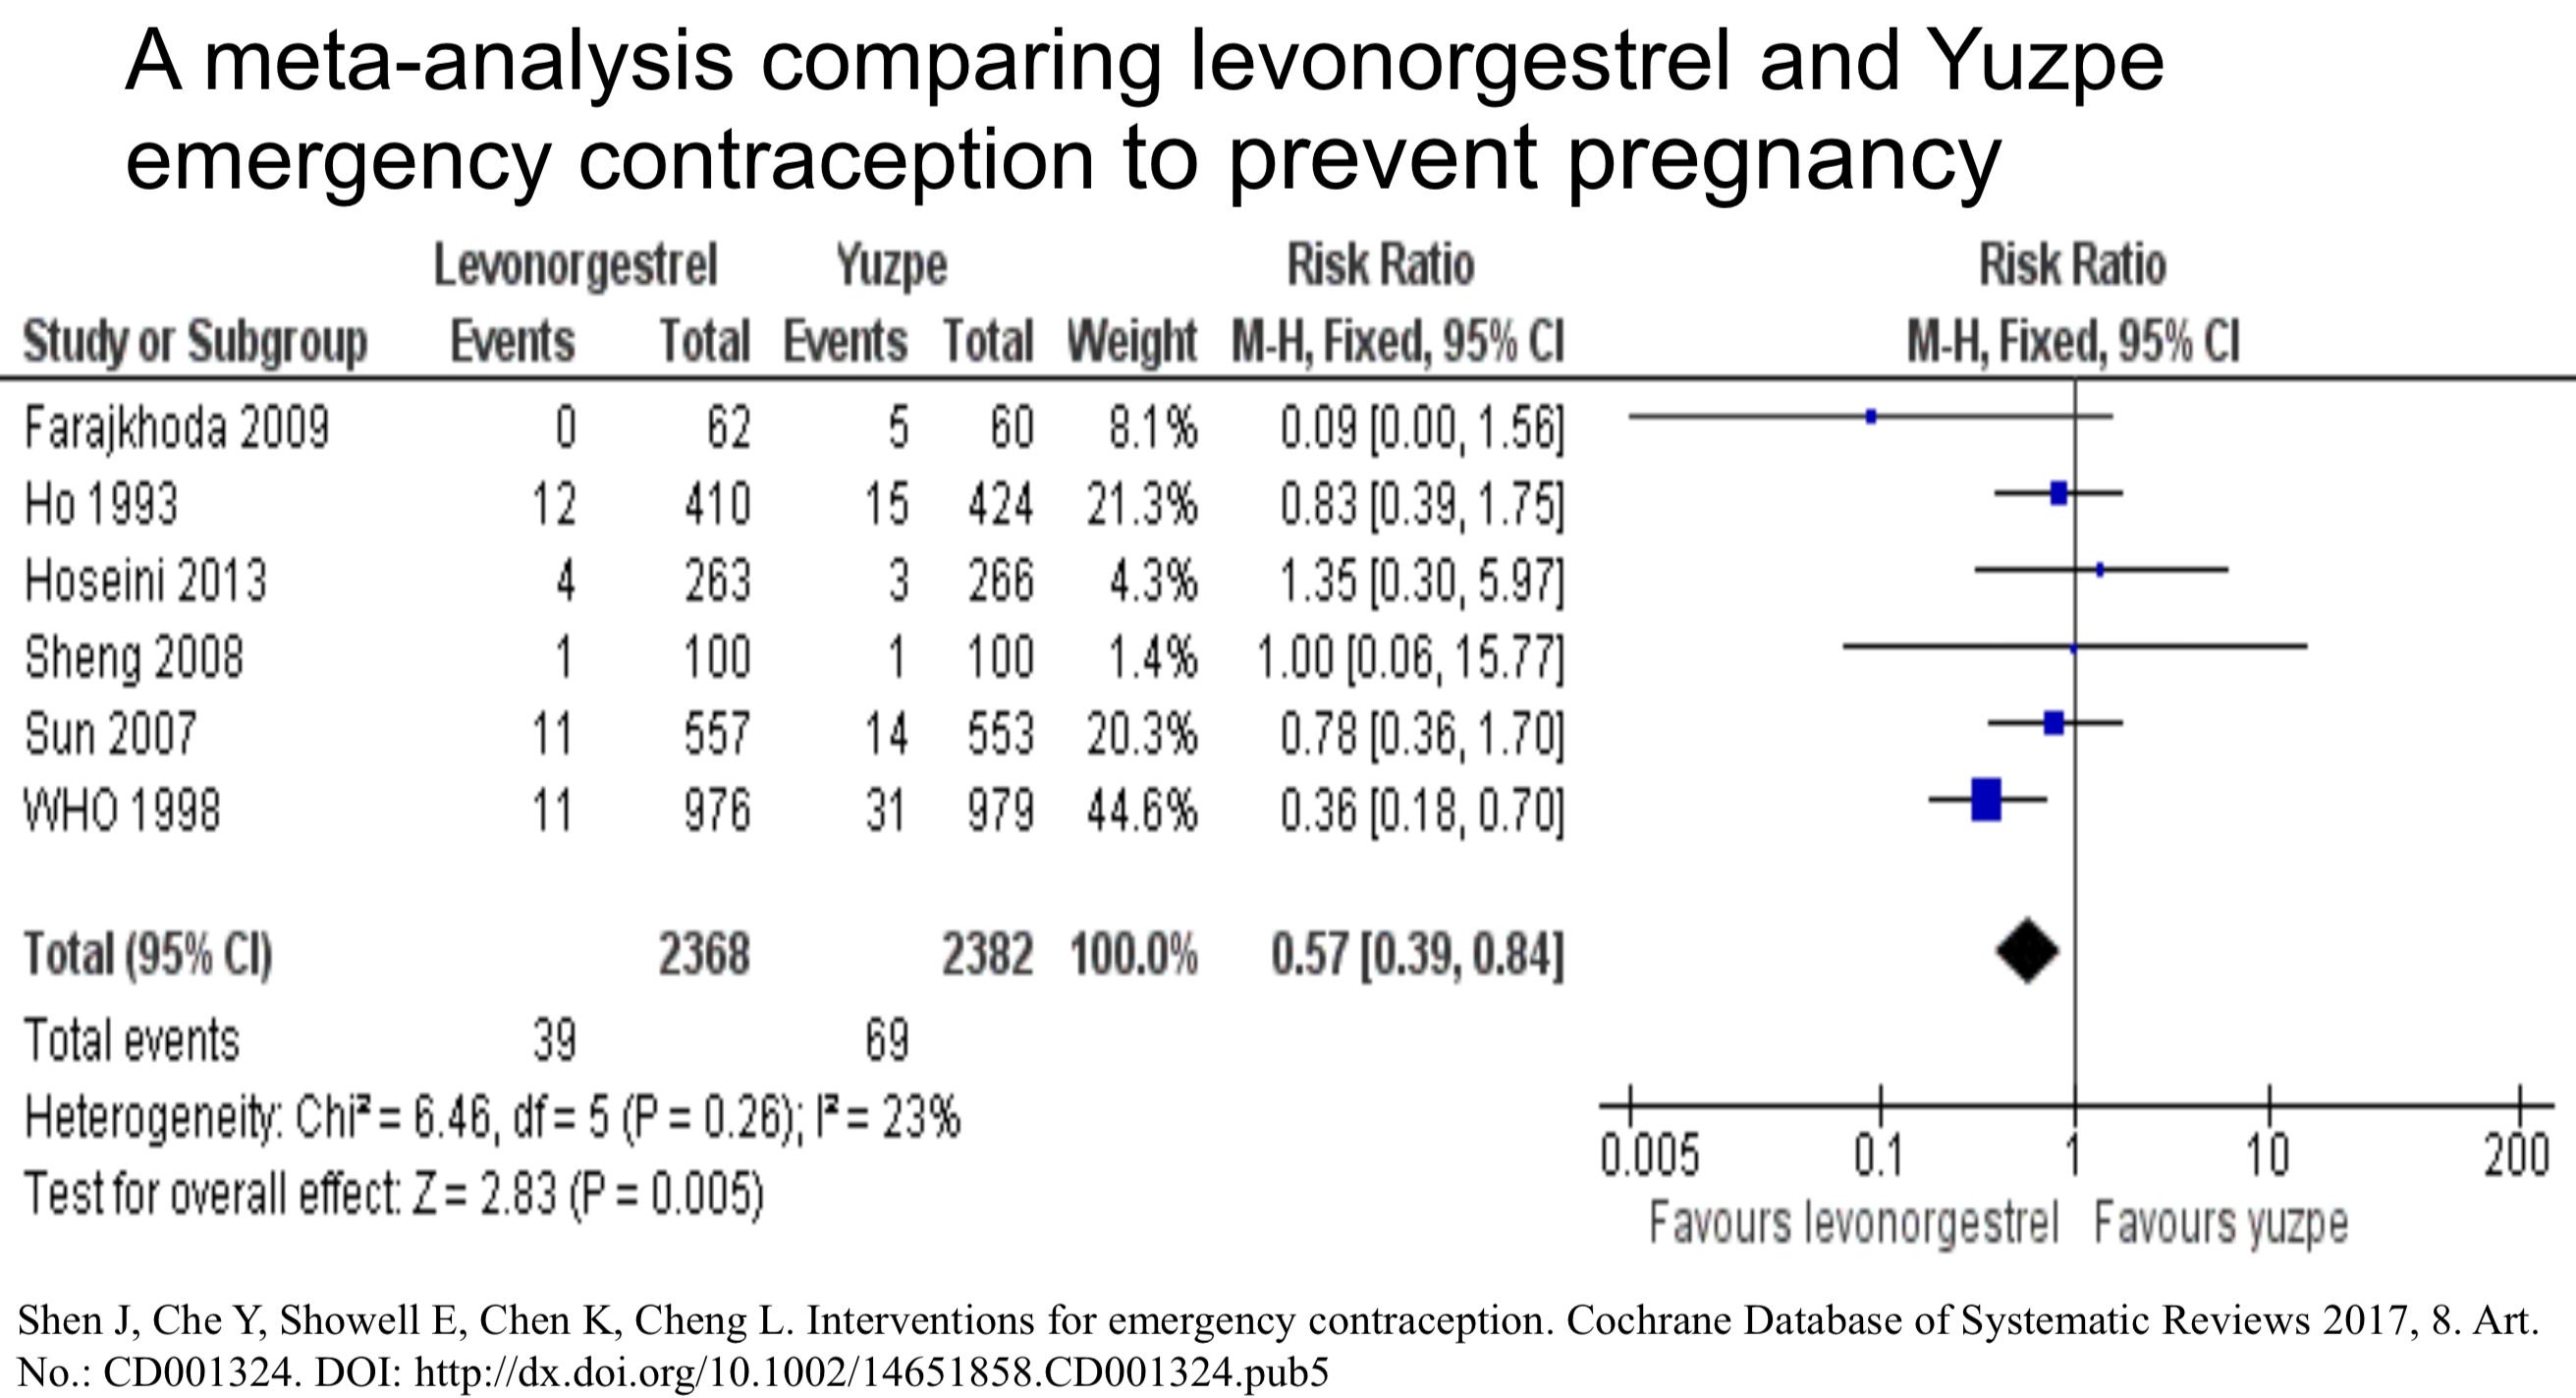 A meta-analysis comparing levonorgestrel and Yuzpe
emergency contraception to prevent pregnancy
Levonorgestrel Yuzpe Risk Ratio Risk Ratio
Study or Subgroup Events Total Events Total Weight M-H, Fixed, 95% CI M-H, Fixed, 95% CI
Farajkhoda 2009 0 62 5 60 8.1% 0.09 [0.00, 1.56]
Ho 1993 12 410 15 424 21.3% 0.83 [0.39, 1.75]
Hoseini 2013 4 263 3 266 4.3% 1.35 [0.30, 5.97]
Sheng 2008 1 100 1 100 1.4% 1.00 [0.06, 15.77]
Sun 2007 11 557 14 553 20.3% 0.78 [0.36, 1.70]
WHO 1998 11 976 31 979 44.6% 0.36 [0.18, 0.70]
Total (95% CI) 2368 2382 100.0% 0.57 [0.39, 0.84]
Total events 39 69
Heterogeneity: Chi² = 6.46, df = 5 (P = 0.26); I² = 23%
Test for overall effect: Z = 2.83 (P = 0.005)
0.005 0.1 1 10 200
Favours levonorgestrel Favours yuzpe
Shen J, Che Y, Showell E, Chen K, Cheng L. Interventions for emergency contraception. Cochrane Database of Systematic Reviews 2017, 8. Art.
No.: CD001324. DOI: http://dx.doi.org/10.1002/14651858.CD001324.pub5